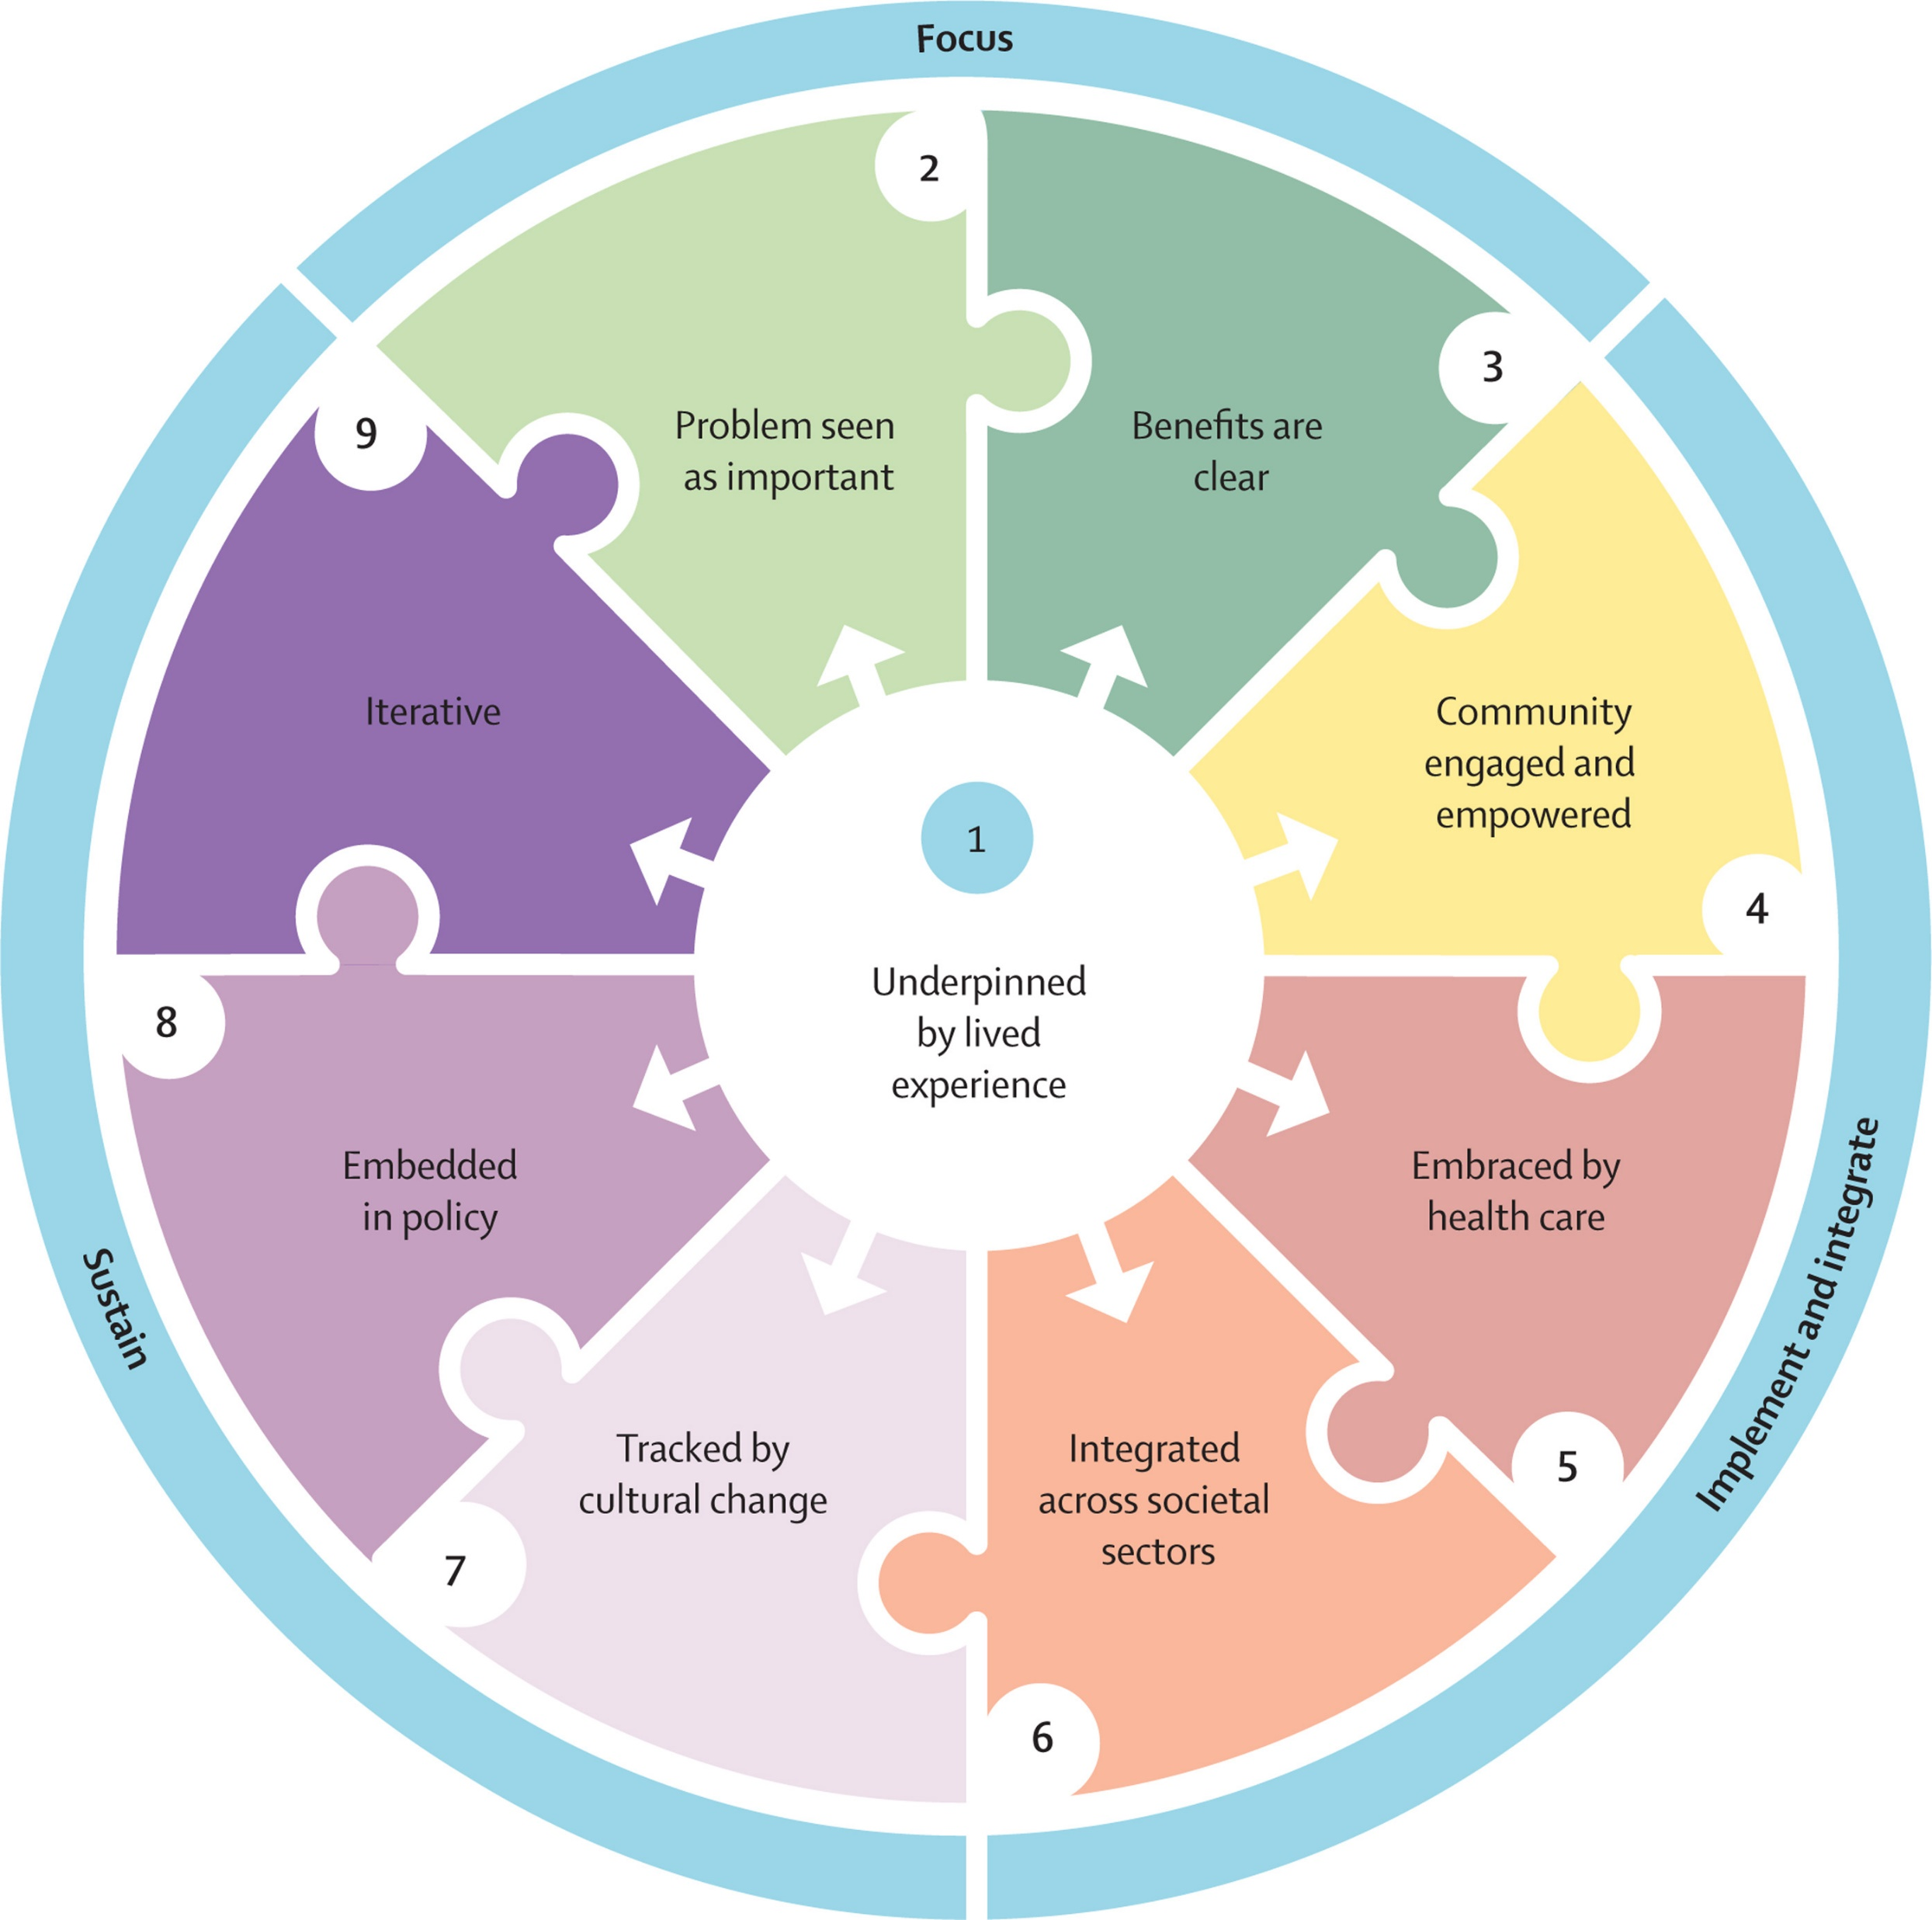 Focus
1
Underpinned
by lived
experience
2
Problem seen
as important
3
Benefits are
clear
4
Community
engaged and
empowered
5
Embraced by
health care
6
Integrated
across societal
sectors
7
Tracked by
cultural change
8
Embedded
in policy
9
Iterative
Implement and integrate
Sustain